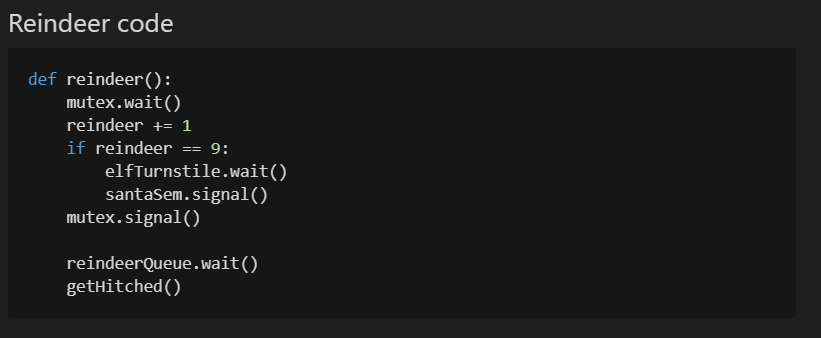 Reindeer code
def reindeer():
    mutex.wait()
    reindeer += 1
    if reindeer == 9:
        elfTurnstile.wait()
        santaSem.signal()
    mutex.signal()

    reindeerQueue.wait()
    getHitched()